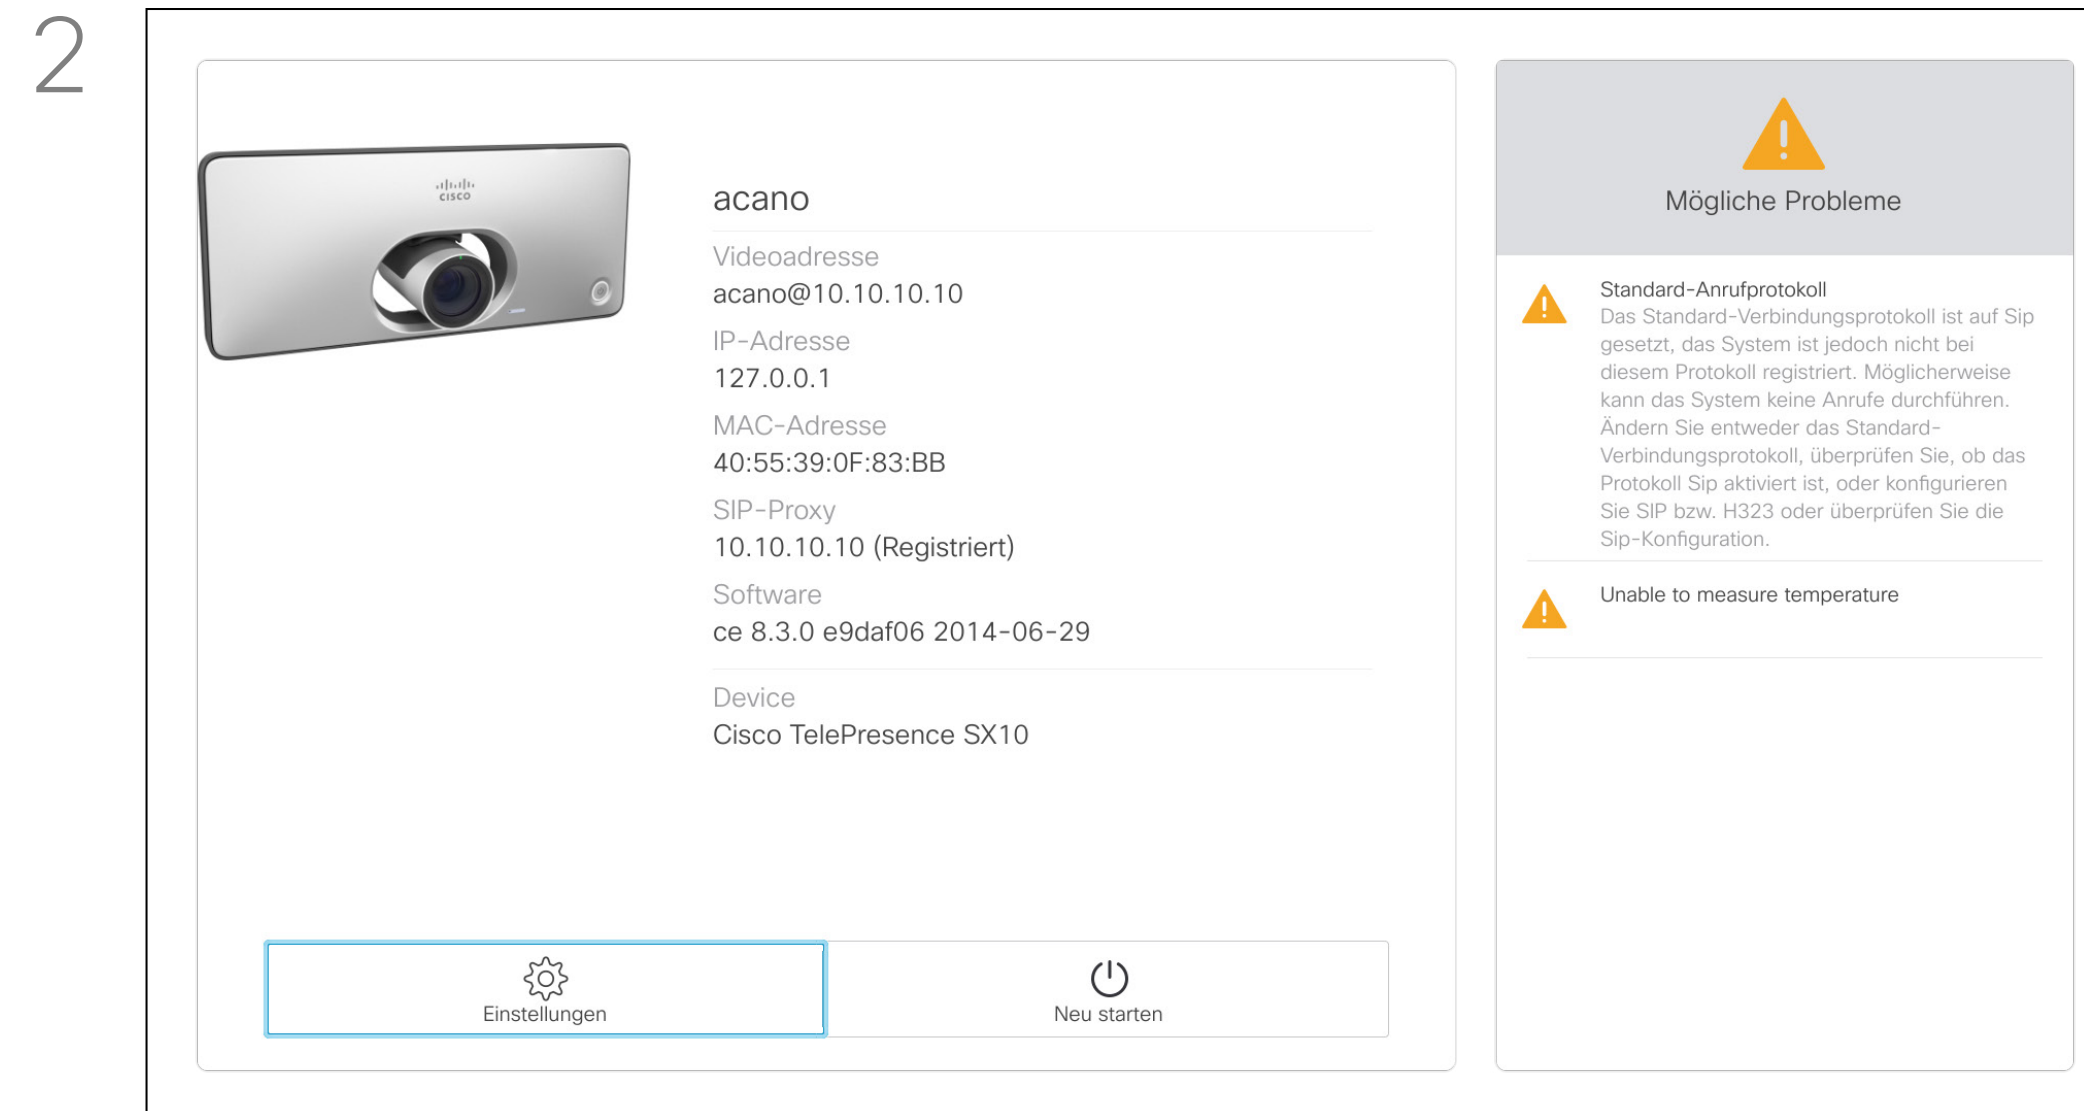 2
CISCO
acano
Videoadresse
acano@10.10.10.10
IP-Adresse
127.0.0.1
MAC-Adresse
40:55:39:0F:83:BB
SIP-Proxy
10.10.10.10 (Registriert)
Software
ce 8.3.0 e9daf06 2014-06-29
Device
Cisco TelePresence SX10
Einstellungen
Neu starten
Mögliche Probleme
Standard-Anrufprotokoll
Das Standard-Verbindungsprotokoll ist auf Sip
gesetzt, das System ist jedoch nicht bei
diesem Protokoll registriert. Möglicherweise
kann das System keine Anrufe durchführen.
Ändern Sie entweder das Standard-
Verbindungsprotokoll, überprüfen Sie, ob das
Protokoll Sip aktiviert ist, oder konfigurieren
Sie SIP bzw. H323 oder überprüfen Sie die
Sip-Konfiguration.
Unable to measure temperature